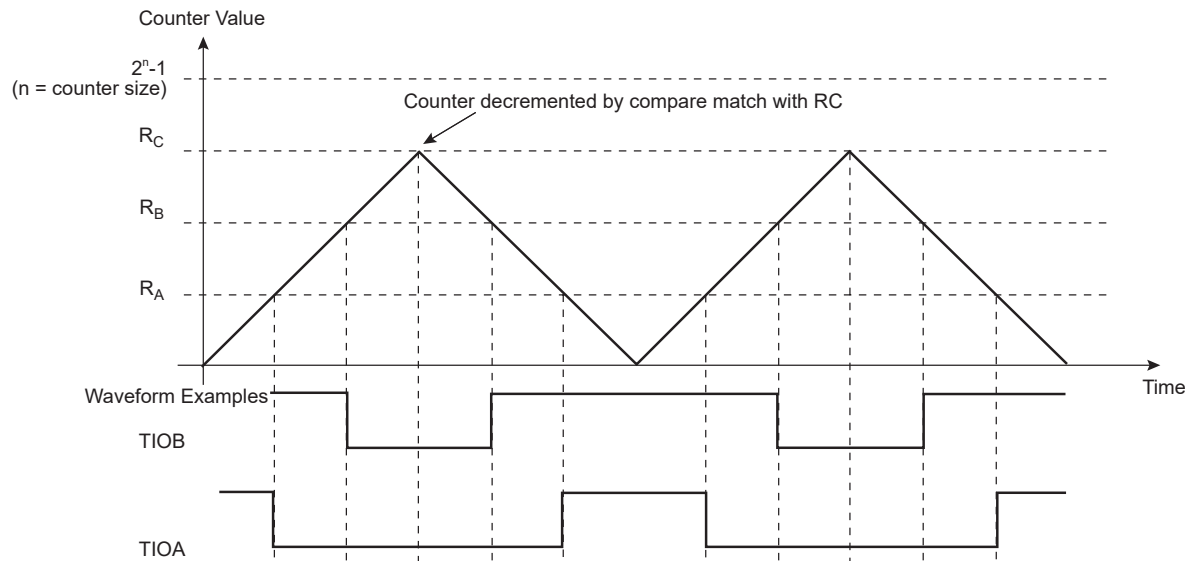 Counter Value
2ⁿ-1
(n = counter size)
Counter decremented by compare match with RC
R_C
R_B
R_A
Time
Waveform Examples
TIOB
TIOA